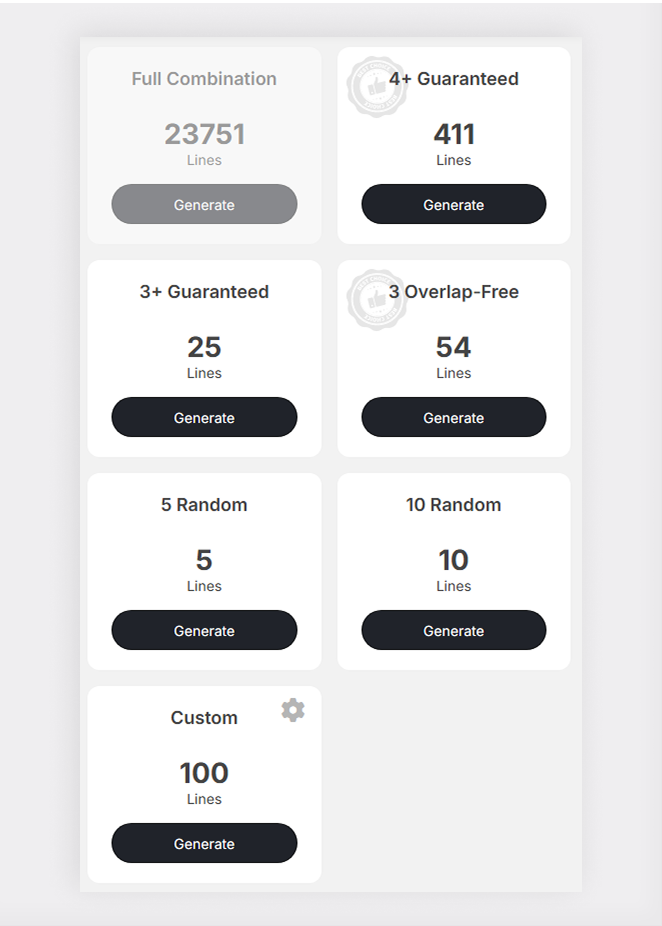 Full Combination
23751
Lines
Generate
4+ Guaranteed
411
Lines
Generate
3+ Guaranteed
25
Lines
Generate
3 Overlap-Free
54
Lines
Generate
5 Random
5
Lines
Generate
10 Random
10
Lines
Generate
Custom
100
Lines
Generate